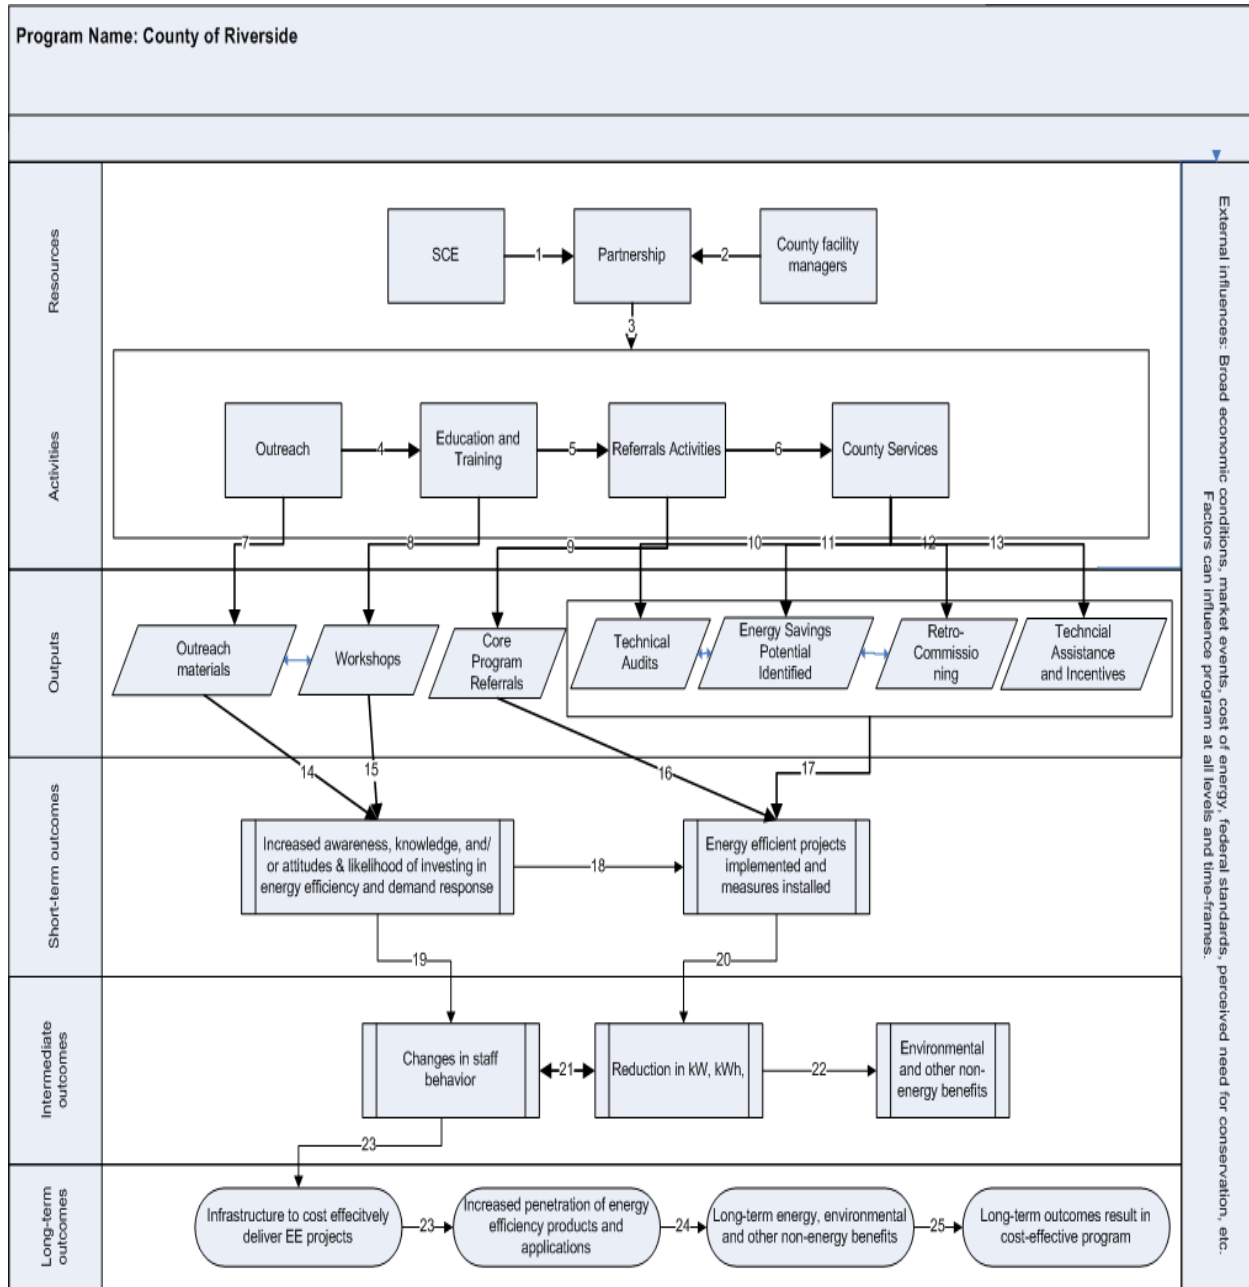 Program Name: County of Riverside
Resources
SCE
1
Partnership
2
County facility
managers
3
Activities
Outreach
4
Education and
Training
5
Referrals Activities
6
County Services
7
8
9
10
11
12
13
Outputs
Outreach
materials
Workshops
Core
Program
Referrals
Technical
Audits
Energy Savings
Potential
Identified
Retro-
Commissio
ning
Techncial
Assistance
and Incentives
14
15
16
17
Short-term outcomes
Increased awareness, knowledge, and/
or attitudes & likelihood of investing in
energy efficiency and demand response
18
Energy efficient projects
implemented and
measures installed
19
20
Intermediate
outcomes
Changes in staff
behavior
21
Reduction in kW, kWh,
22
Environmental
and other non-
energy benefits
23
Long-term
outcomes
Infrastructure to cost effecitvely
deliver EE projects
23
Increased penetration of energy
efficiency products and
applications
24
Long-term energy, environmental
and other non-energy benefits
25
Long-term outcomes result in
cost-effective program
External influences: Broad economic conditions, market events, cost of energy, federal standards, perceived need for conservation, etc.
Factors can influence program at all levels and time-frames.